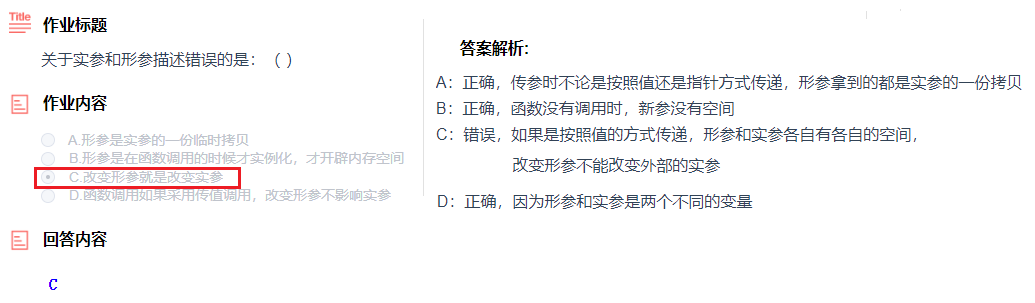 Title 作业标题
关于实参和形参描述错误的是：（ ）
作业内容
A.形参是实参的一份临时拷贝
B.形参是在函数调用的时候才实例化，才开辟内存空间
C.改变形参就是改变实参
D.函数调用如果采用传值调用，改变形参不影响实参
回答内容
C
答案解析：
A：正确，传参时不论是按照值还是指针方式传递，形参拿到的都是实参的一份拷贝
B：正确，函数没有调用时，新参没有空间
C：错误，如果是按照值的方式传递，形参和实参各自有各自的空间，
改变形参不能改变外部的实参
D：正确，因为形参和实参是两个不同的变量